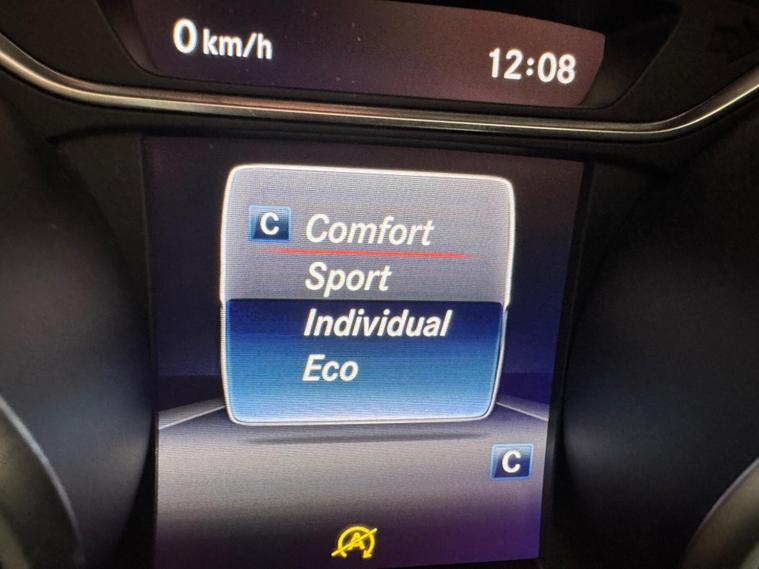 0 km/h 12:08
C Comfort
Sport
Individual
Eco
C
A